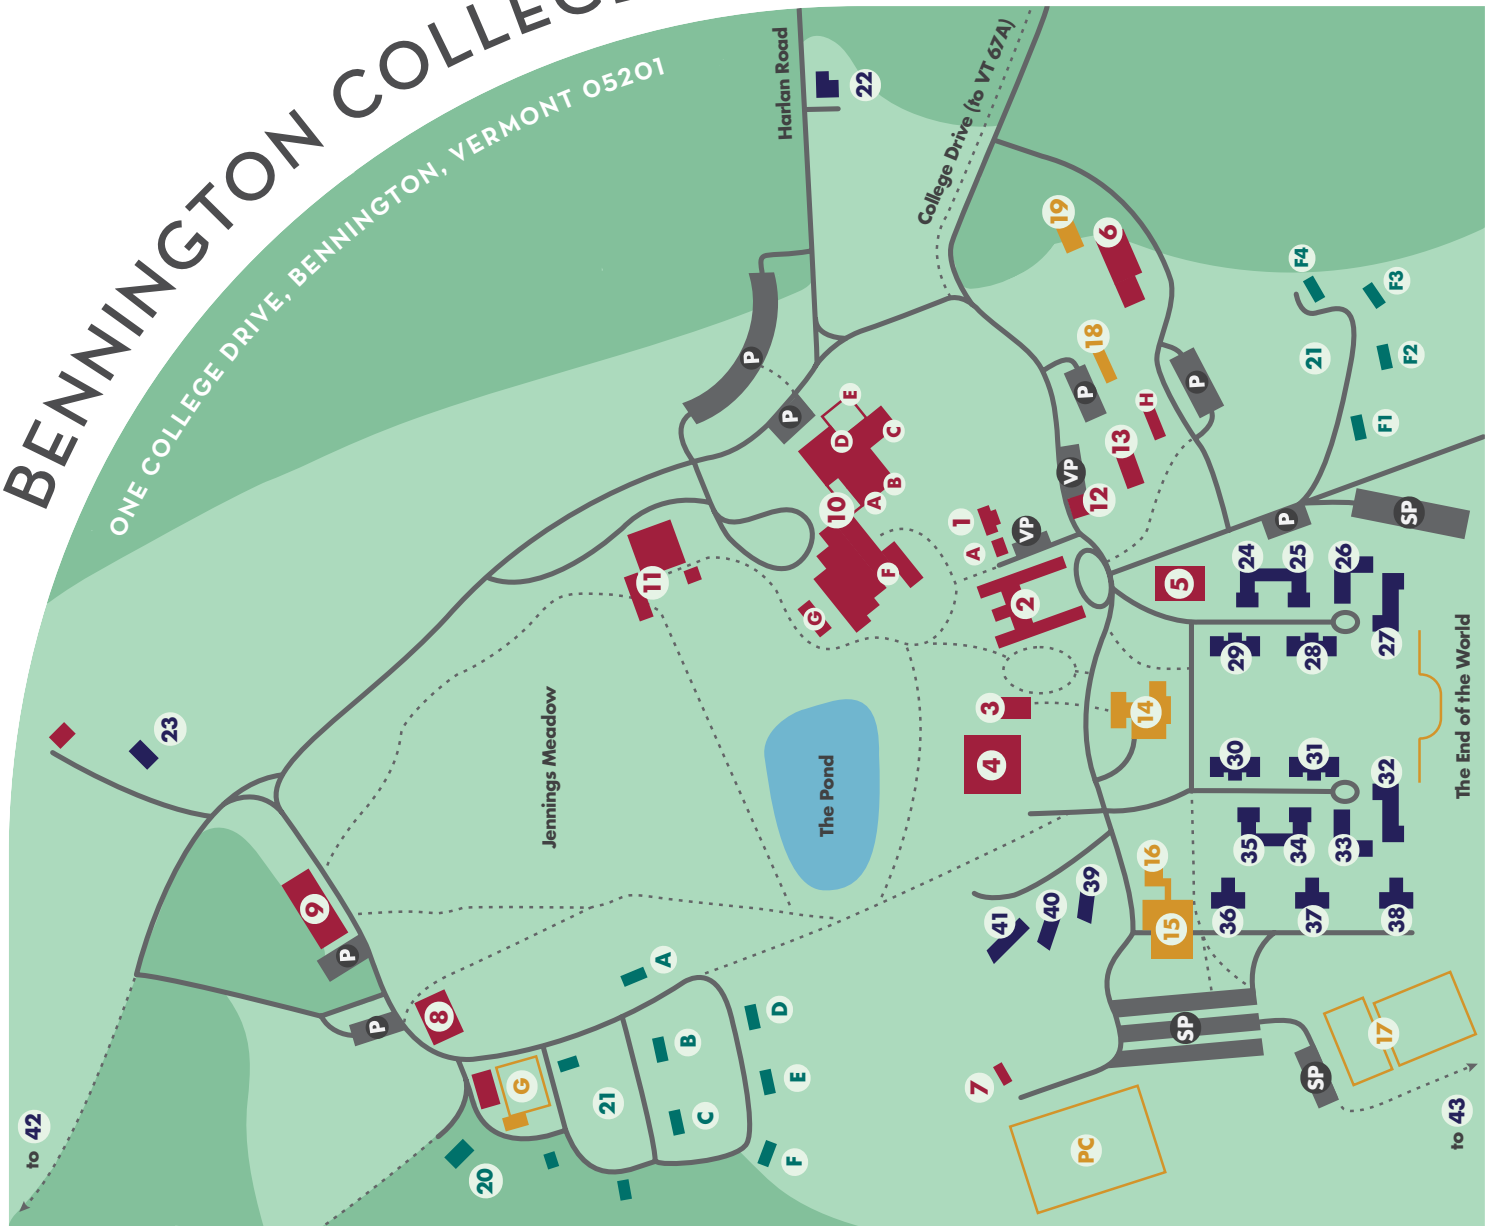 BENNINGTON COLLEGE
ONE COLLEGE DRIVE, BENNINGTON, VERMONT 05201
Harlan Road
22
College Drive (to VT 67A)
19
6
F4
F3
18
P
P
P
21
F2
E
P
P
H
F1
D
C
13
VP
B
A
12
10
1
VP
A
P
SP
11
F
G
2
5
24
25
26
27
29
28
The End of the World
23
Jennings Meadow
The Pond
3
4
14
30
31
32
35
34
33
16
9
P
41
40
39
15
36
37
38
A
8
P
D
B
SP
17
G
21
E
C
7
SP
F
PC
20
to 42
to 43